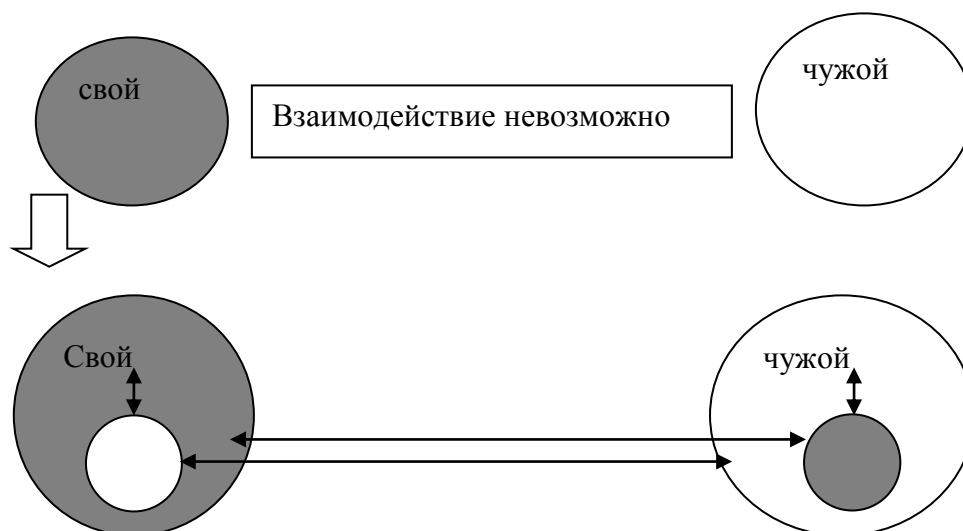 свой
Взаимодействие невозможно
чужой
Свой
чужой